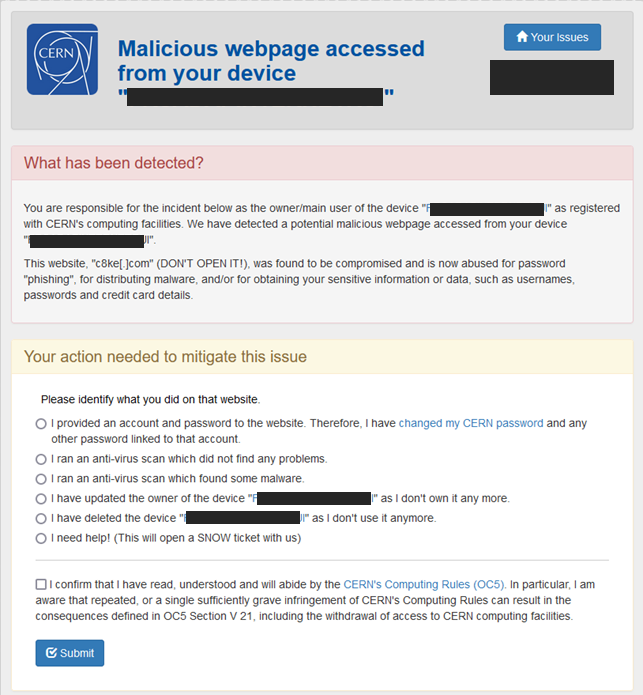 CERN
Malicious webpage accessed
from your device
" "
Your Issues
What has been detected?
You are responsible for the incident below as the owner/main user of the device " " as registered
with CERN's computing facilities. We have detected a potential malicious webpage accessed from your device
" ".
This website, "c8ke[.]com" (DON'T OPEN IT!), was found to be compromised and is now abused for password
"phishing", for distributing malware, and/or for obtaining your sensitive information or data, such as usernames,
passwords and credit card details.
Your action needed to mitigate this issue
Please identify what you did on that website.
I provided an account and password to the website. Therefore, I have changed my CERN password and any
other password linked to that account.
I ran an anti-virus scan which did not find any problems.
I ran an anti-virus scan which found some malware.
I have updated the owner of the device " " as I don't own it any more.
I have deleted the device " " as I don't use it anymore.
I need help! (This will open a SNOW ticket with us)
I confirm that I have read, understood and will abide by the CERN's Computing Rules (OC5). In particular, I am
aware that repeated, or a single sufficiently grave infringement of CERN's Computing Rules can result in the
consequences defined in OC5 Section V 21, including the withdrawal of access to CERN computing facilities.
Submit